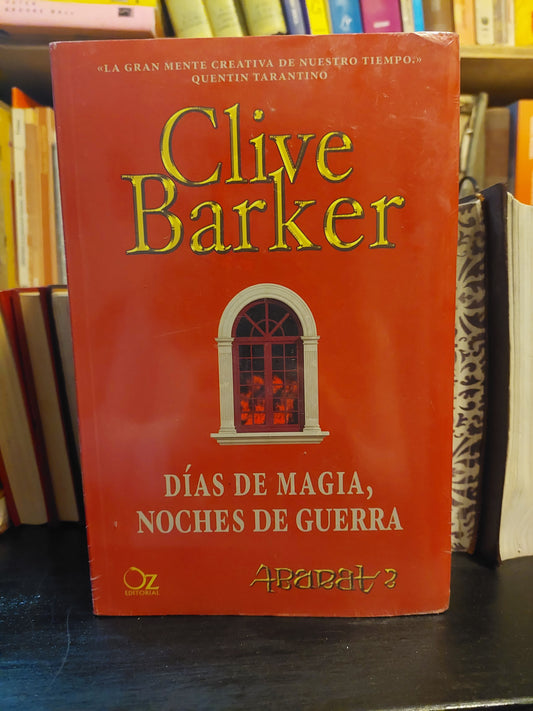 «LA GRAN MENTE CREATIVA DE NUESTRO TIEMPO.»
QUENTIN TARANTINO
Clive
Barker
DÍAS DE MAGIA,
NOCHES DE GUERRA
OZ
EDITORIAL
Abarat 2